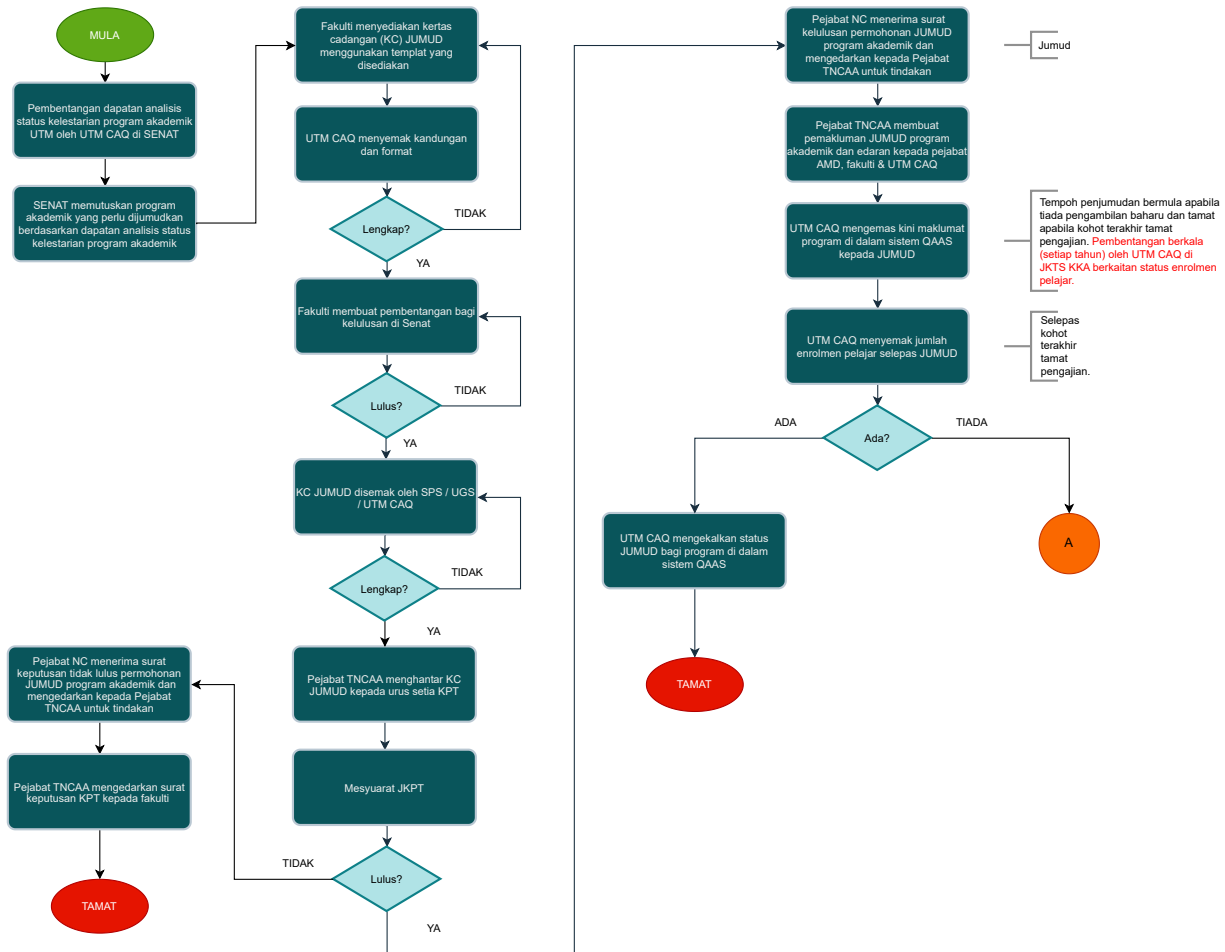 MULA
Pembentangan dapatan analisis
status kelestarian program akademik
UTM oleh UTM CAQ di SENAT
SENAT memutuskan program
akademik yang perlu dijumudkan
berdasarkan dapatan analisis status
kelestarian program akademik
Fakulti menyediakan kertas
cadangan (KC) JUMUD
menggunakan templat yang
disediakan
UTM CAQ menyemak kandungan
dan format
Lengkap?
TIDAK
YA
Fakulti membuat pembentangan bagi
kelulusan di Senat
Lulus?
TIDAK
YA
KC JUMUD disemak oleh SPS / UGS
/ UTM CAQ
Lengkap?
TIDAK
YA
Pejabat TNCAA menghantar KC
JUMUD kepada urus setia KPT
Mesyuarat JKPT
Lulus?
TIDAK
YA
Pejabat NC menerima surat
keputusan tidak lulus permohonan
JUMUD program akademik dan
mengedarkan kepada Pejabat
TNCAA untuk tindakan
Pejabat TNCAA mengedarkan surat
keputusan KPT kepada fakulti
TAMAT
Pejabat NC menerima surat
kelulusan permohonan JUMUD
program akademik dan
mengedarkan kepada Pejabat
TNCAA untuk tindakan
Jumud
Pejabat TNCAA membuat
pemakluman JUMUD program
akademik dan edaran kepada pejabat
AMD, fakulti & UTM CAQ
UTM CAQ mengemas kini maklumat
program di dalam sistem QAAS
kepada JUMUD
Tempoh penjumudan bermula apabila
tiada pengambilan baharu dan tamat
apabila kohot terakhir tamat
pengajian. Pembentangan berkala
(setiap tahun) oleh UTM CAQ di
JKTS KKA berkaitan status enrolmen
pelajar.
UTM CAQ menyemak jumlah
enrolmen pelajar selepas JUMUD
Selepas
kohot
terakhir
tamat
pengajian.
Ada?
ADA
TIADA
UTM CAQ mengekalkan status
JUMUD bagi program di dalam
sistem QAAS
A
TAMAT